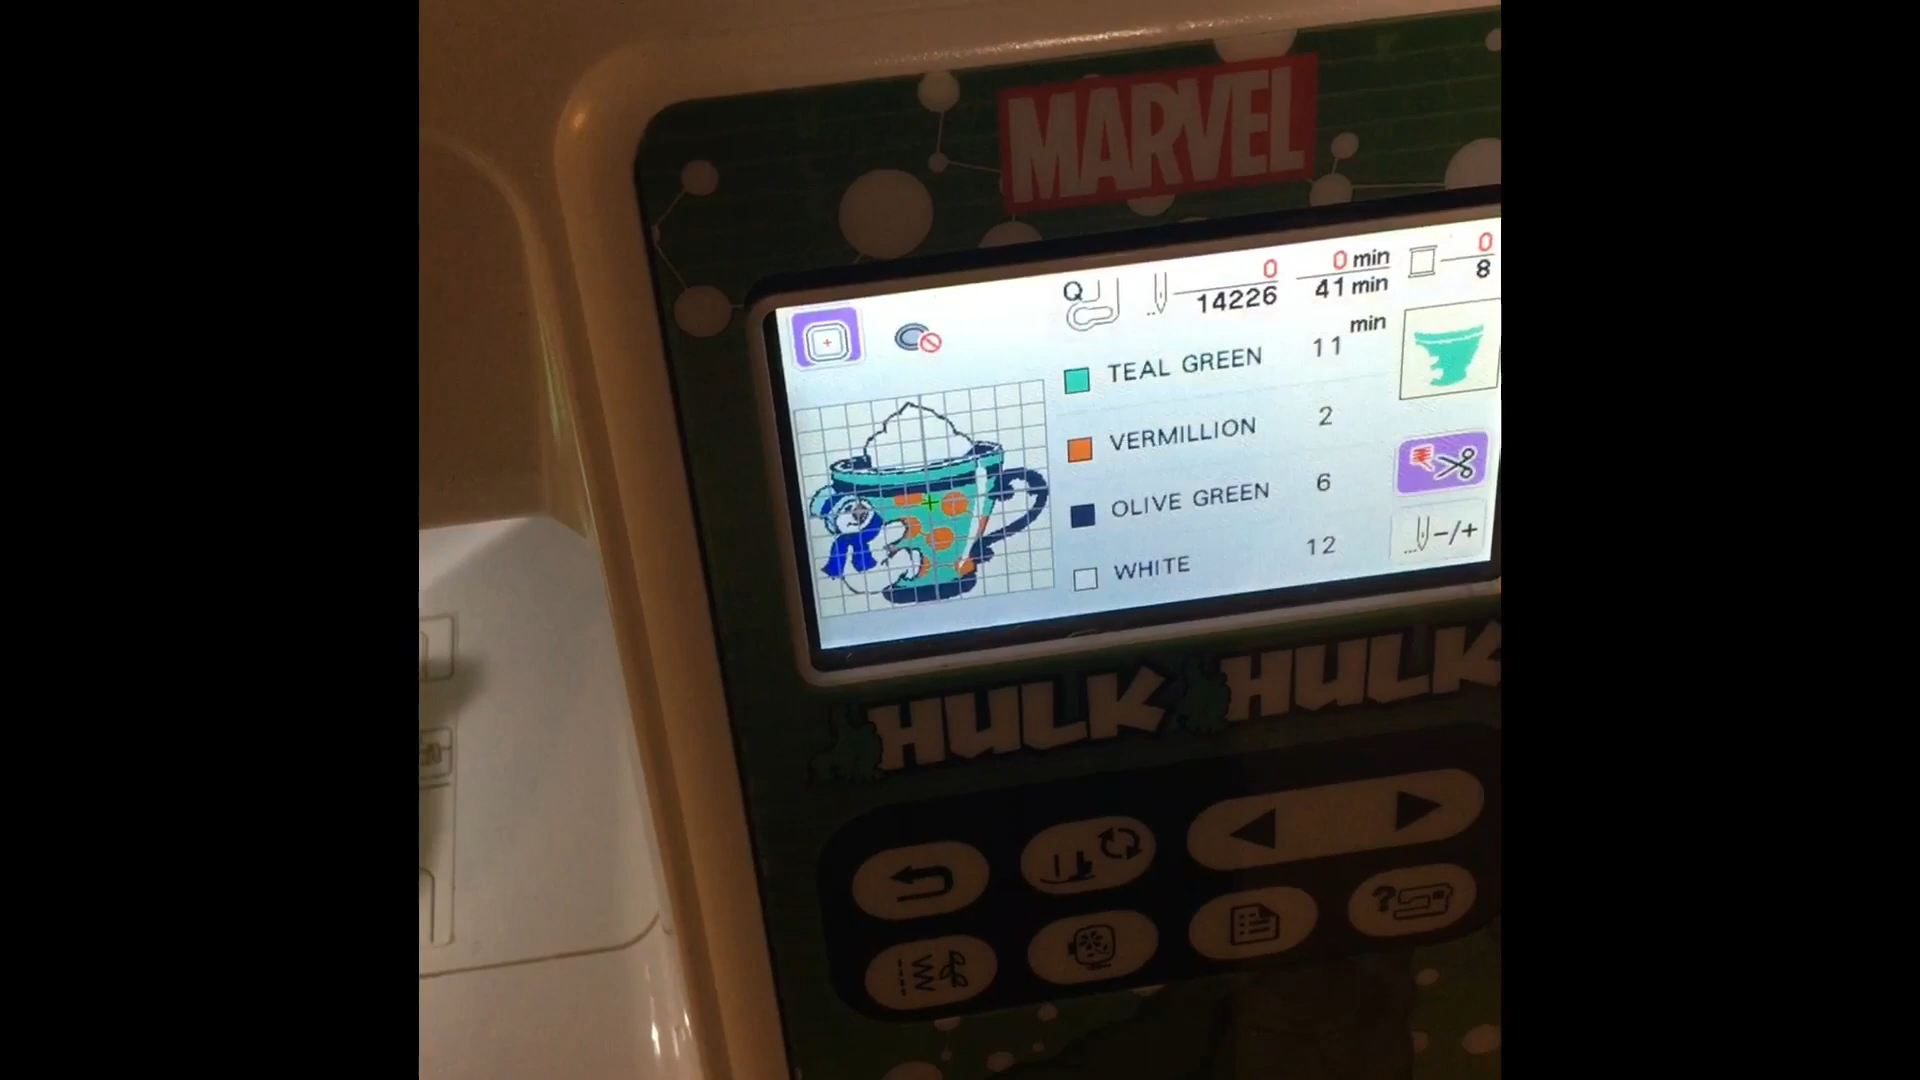 MARVEL
Q
0
14226
0 min
41 min
0
8
min
TEAL GREEN 11
VERMILLION 2
OLIVE GREEN 6
WHITE 12
-/+
HULK HULK